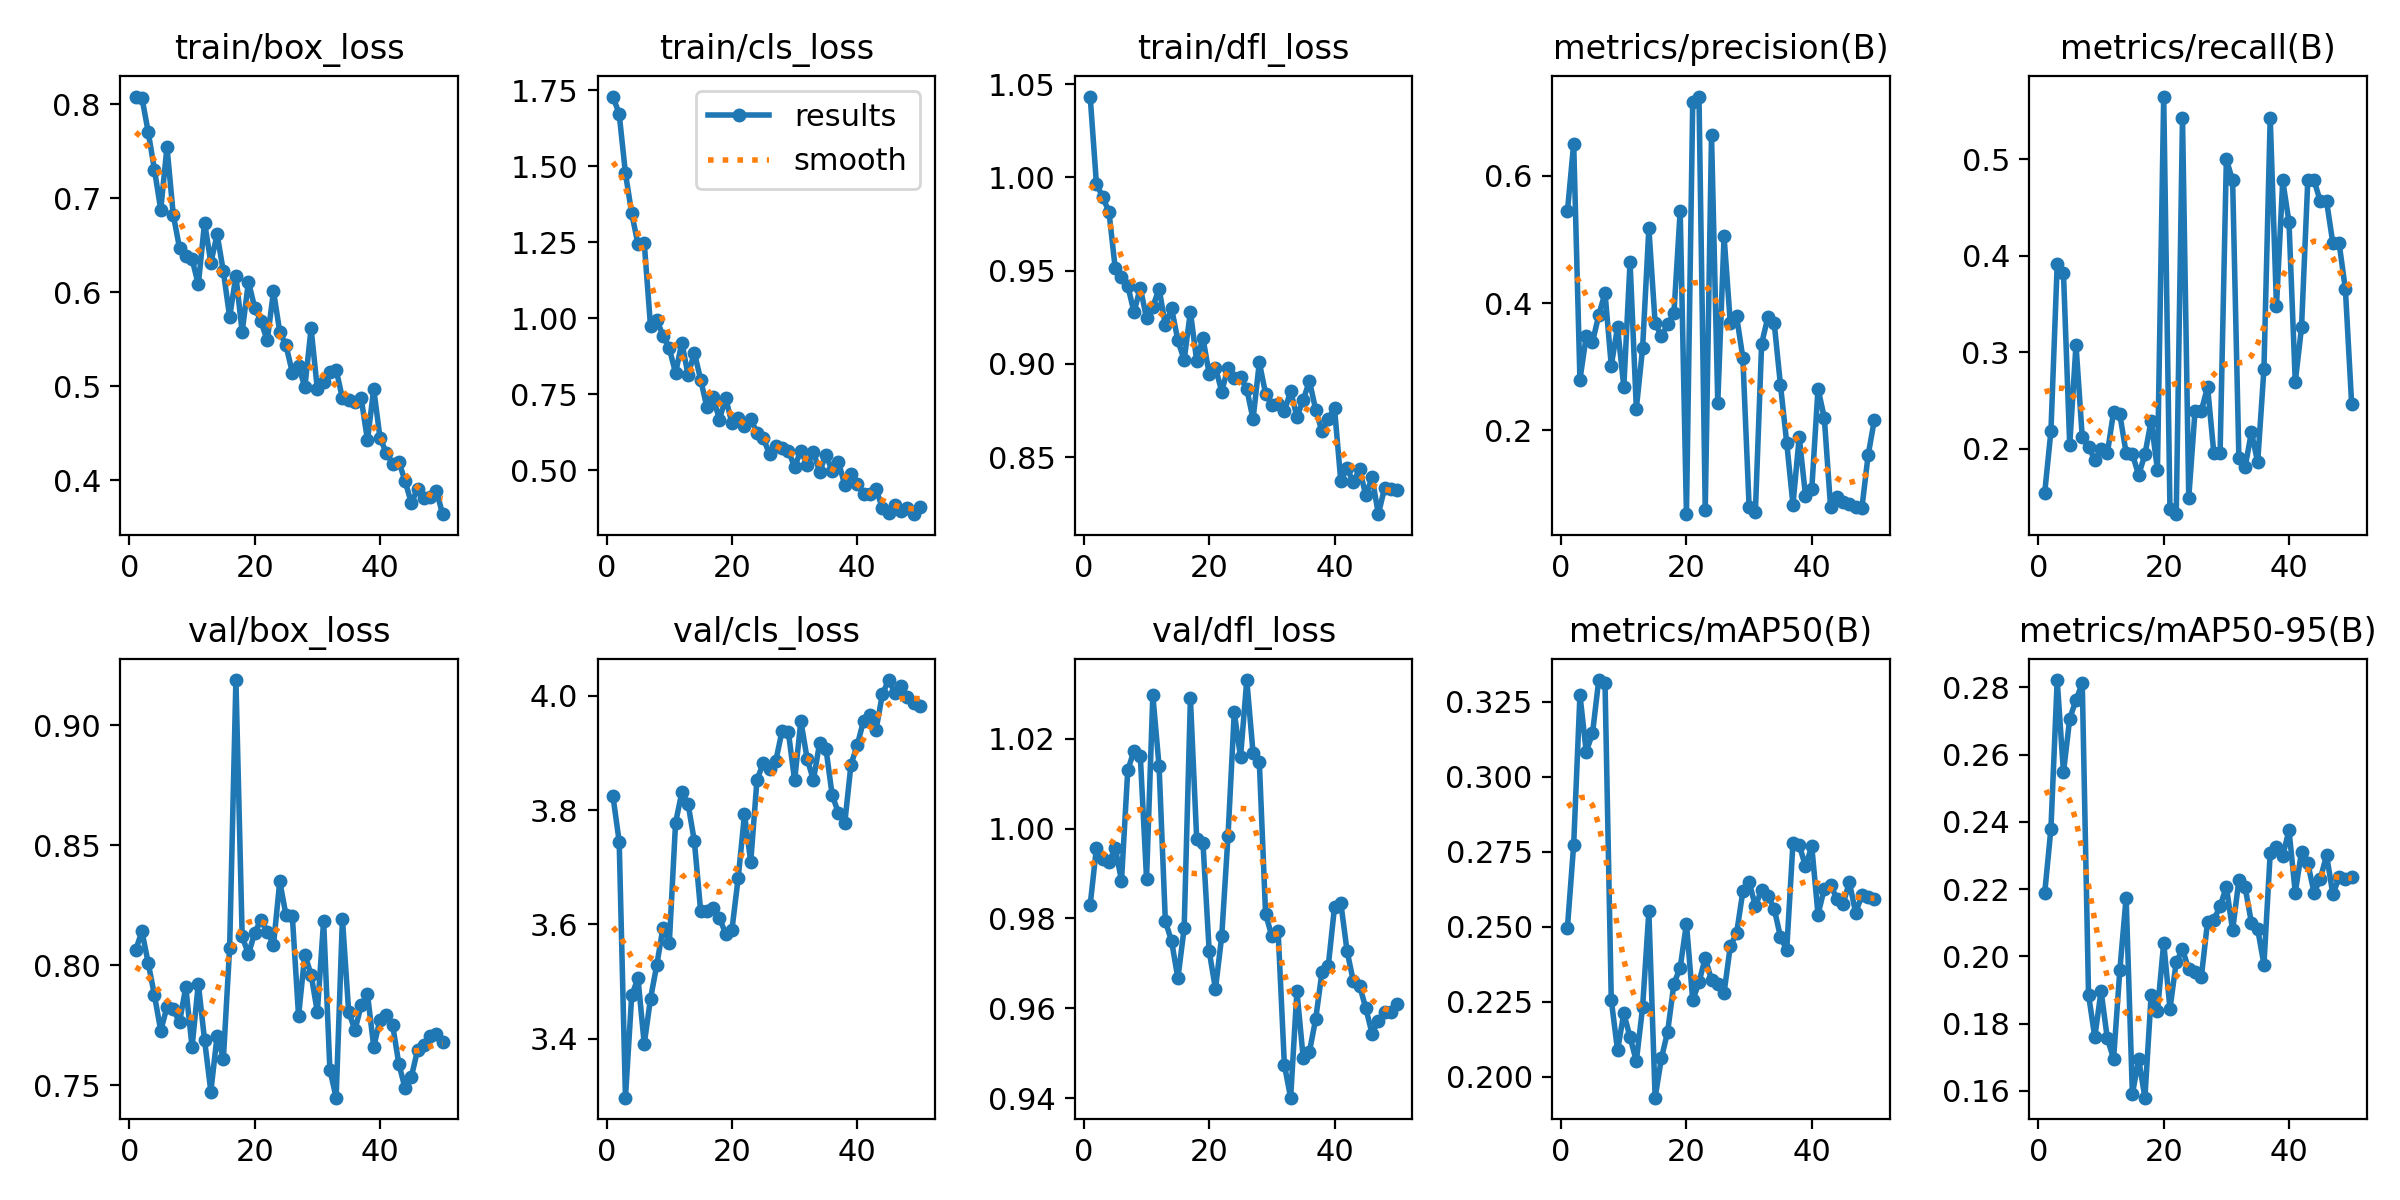 train/box_loss
train/cls_loss
train/dfl_loss
metrics/precision(B)
metrics/recall(B)
0.8
0.7
0.6
0.5
0.4
0 20 40
1.75
1.50
1.25
1.00
0.75
0.50
0 20 40
results
smooth
1.05
1.00
0.95
0.90
0.85
0 20 40
0.6
0.4
0.2
0 20 40
0.5
0.4
0.3
0.2
0 20 40
val/box_loss
val/cls_loss
val/dfl_loss
metrics/mAP50(B)
metrics/mAP50-95(B)
0.90
0.85
0.80
0.75
0 20 40
4.0
3.8
3.6
3.4
0 20 40
1.02
1.00
0.98
0.96
0.94
0 20 40
0.325
0.300
0.275
0.250
0.225
0.200
0 20 40
0.28
0.26
0.24
0.22
0.20
0.18
0.16
0 20 40